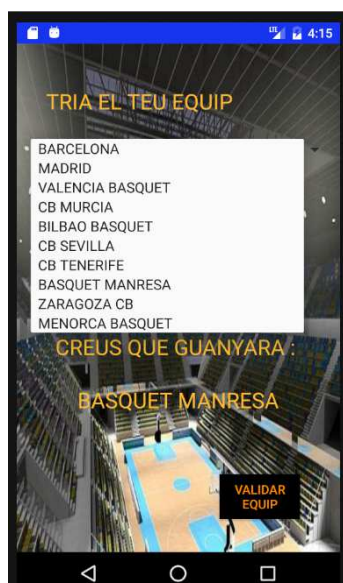 LTE 4:15
TRIA EL TEU EQUIP
BARCELONA
MADRID
VALENCIA BASQUET
CB MURCIA
BILBAO BASQUET
CB SEVILLA
CB TENERIFE
BASQUET MANRESA
ZARAGOZA CB
MENORCA BASQUET
CREUS QUE GUANYARA :
BASQUET MANRESA
VALIDAR
EQUIP